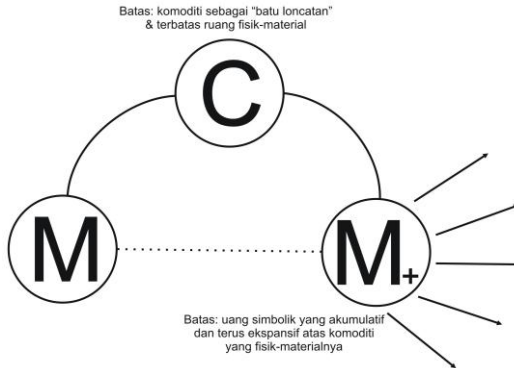 Batas: komoditi sebagai “batu loncatan”
& terbatas ruang fisik-material
C
M
M+
Batas: uang simbolik yang akumulatif
dan terus ekspansif atas komoditi
yang fisik-materialnya